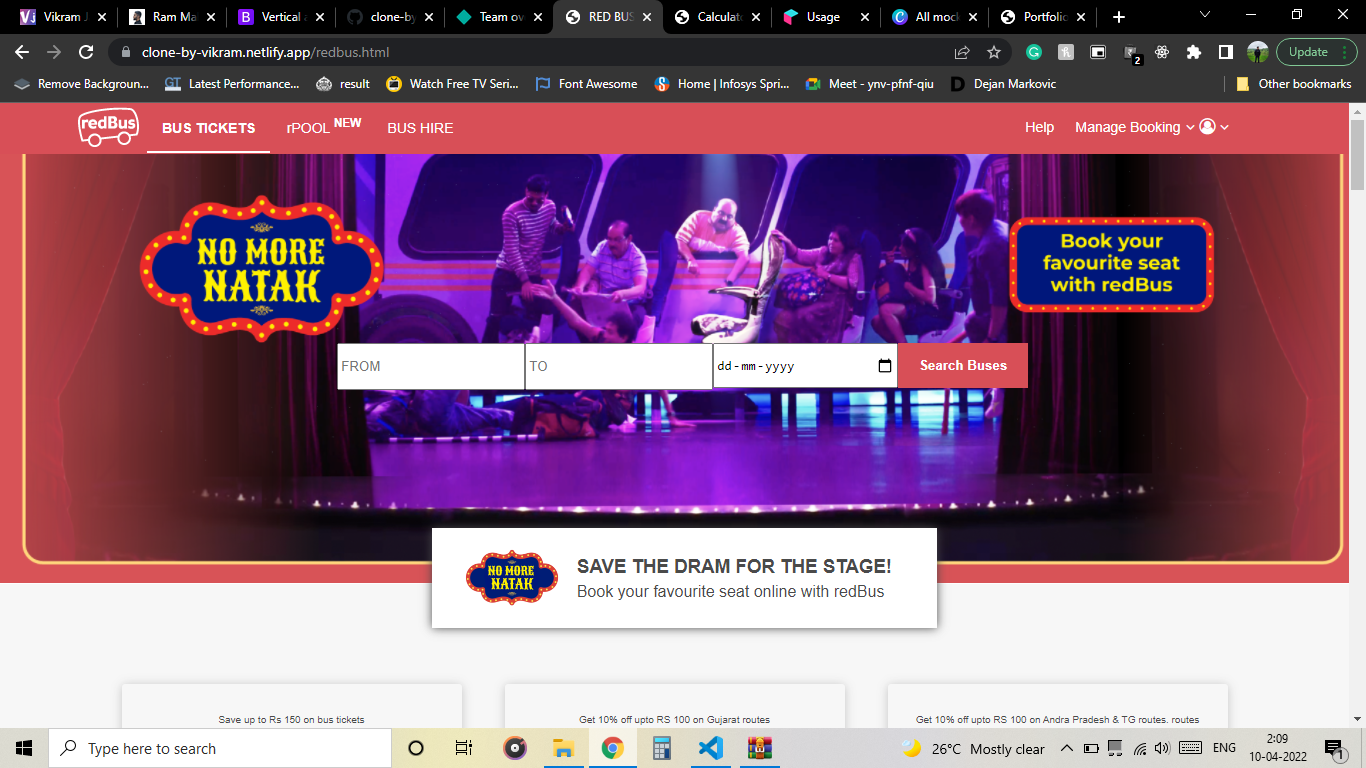 Vikram J
Ram Ma
Vertical a
clone-by
Team ov
RED BUS
Calculate
Usage
All mock
Portfolio
clone-by-vikram.netlify.app/redbus.html
2
Update
Remove Backgroun...
GT Latest Performance...
result
Watch Free TV Seri...
Font Awesome
Home | Infosys Spri...
Meet - ynv-pfnf-qiu
D Dejan Markovic
Other bookmarks
redBus
BUS TICKETS
rPOOL NEW
BUS HIRE
Help
Manage Booking
NO MORE
NATAK
Book your
favourite seat
with redBus
FROM
TO
dd-mm-yyyy
Search Buses
NO MORE
NATAK
SAVE THE DRAM FOR THE STAGE!
Book your favourite seat online with redBus
Save up to Rs 150 on bus tickets
Get 10% off upto RS 100 on Gujarat routes
Get 10% off upto RS 100 on Andra Pradesh & TG routes. routes
Type here to search
26°C Mostly clear
ENG
2:09
10-04-2022
1